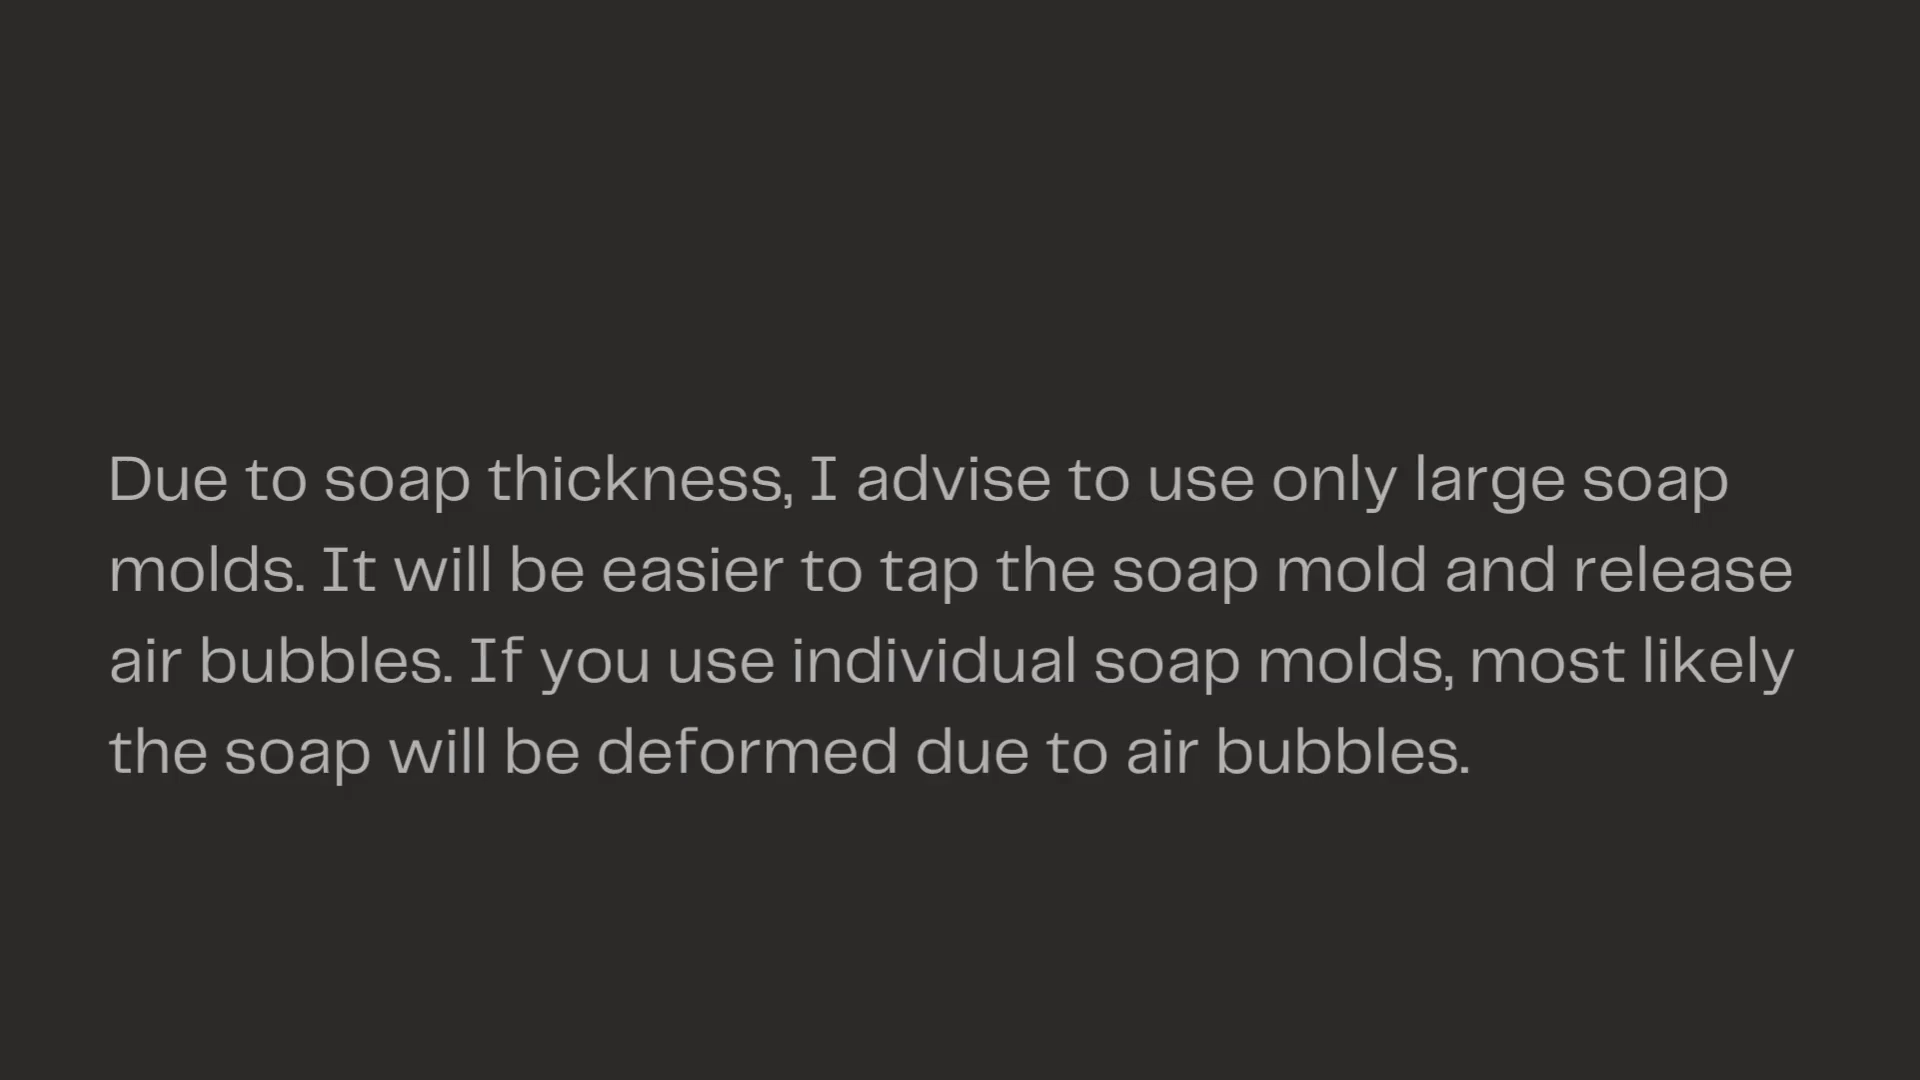 Due to soap thickness, I advise to use only large soap
molds. It will be easier to tap the soap mold and release
air bubbles. If you use individual soap molds, most likely
the soap will be deformed due to air bubbles.